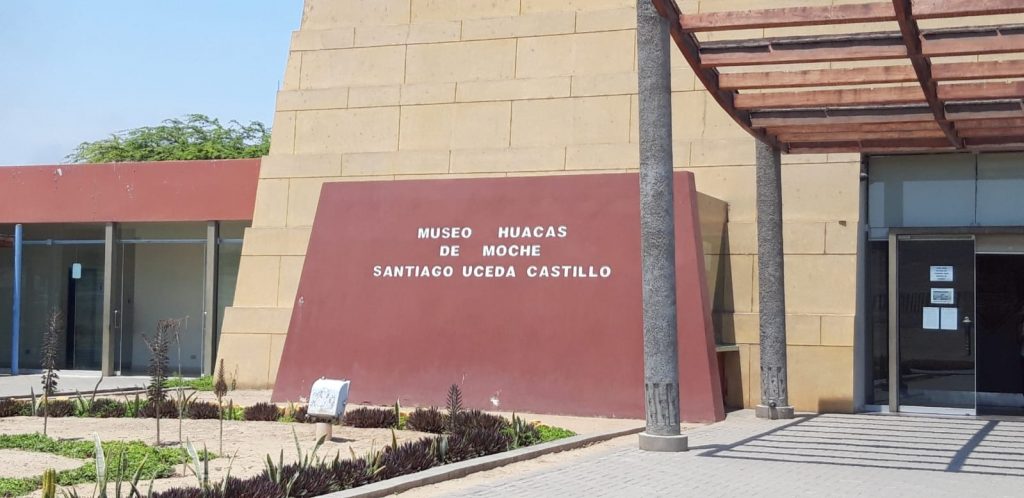 MUSEO HUACAS
DE MOCHE
SANTIAGO UCEDA CASTILLO